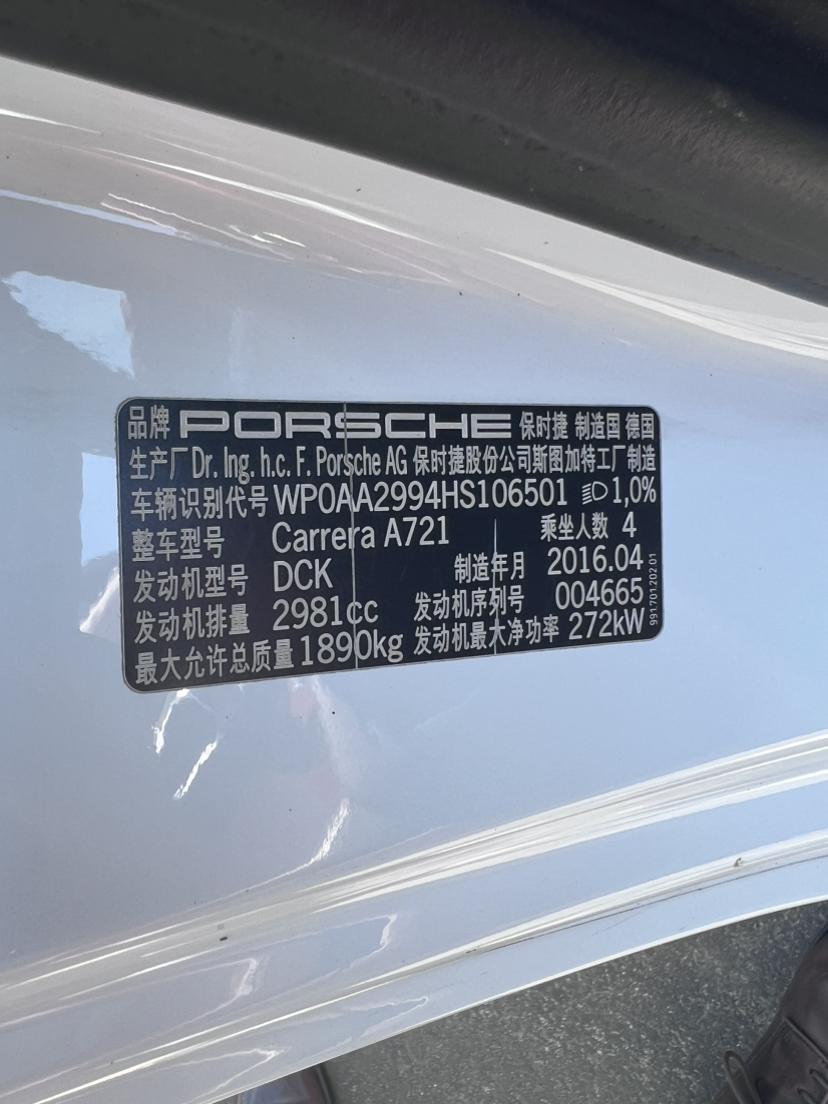 品牌 PORSCHE 保时捷 制造国 德国
生产厂 Dr. Ing. h.c. F. Porsche AG 保时捷股份公司斯图加特工厂制造
车辆识别代号 WP0AA2994HS106501 1,0%
整车型号 Carrera A721 乘坐人数 4
发动机型号 DCK 制造年月 2016.04
发动机排量 2981cc 发动机序列号 004665
最大允许总质量 1890kg 发动机最大净功率 272kW
991.701.202.01